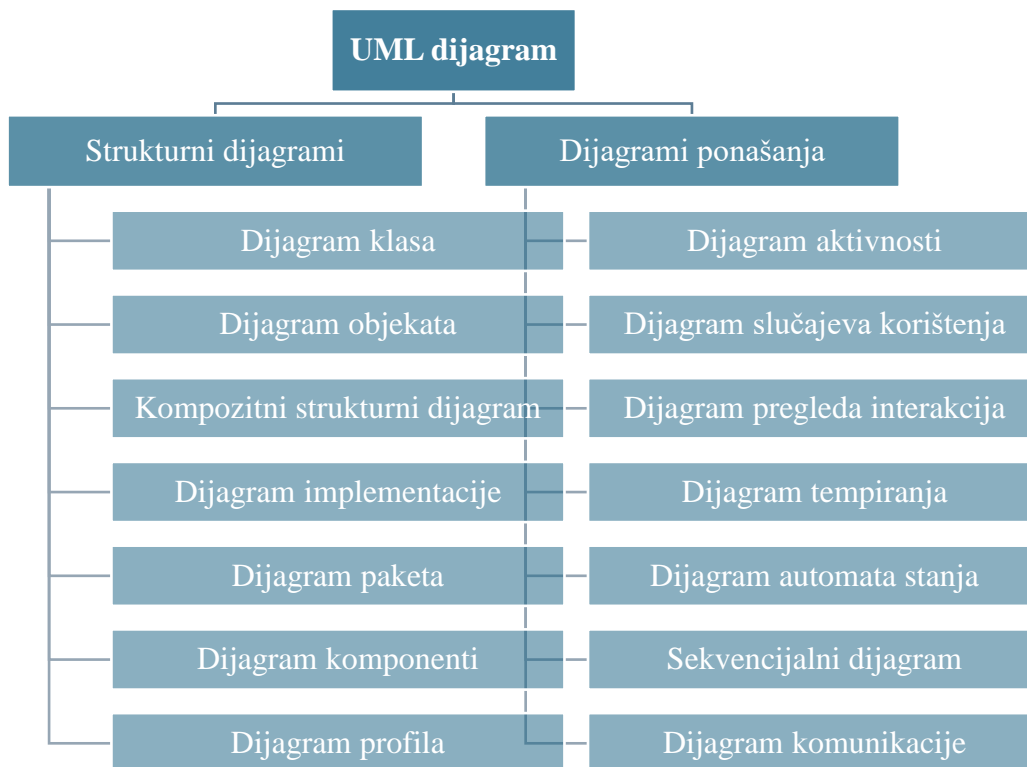 UML dijagram
Strukturni dijagrami
Dijagram klasa
Dijagram objekata
Kompozitni strukturni dijagram
Dijagram implementacije
Dijagram paketa
Dijagram komponenti
Dijagram profila
Dijagrami ponašanja
Dijagram aktivnosti
Dijagram slučajeva korištenja
Dijagram pregleda interakcija
Dijagram tempiranja
Dijagram automata stanja
Sekvencijalni dijagram
Dijagram komunikacije